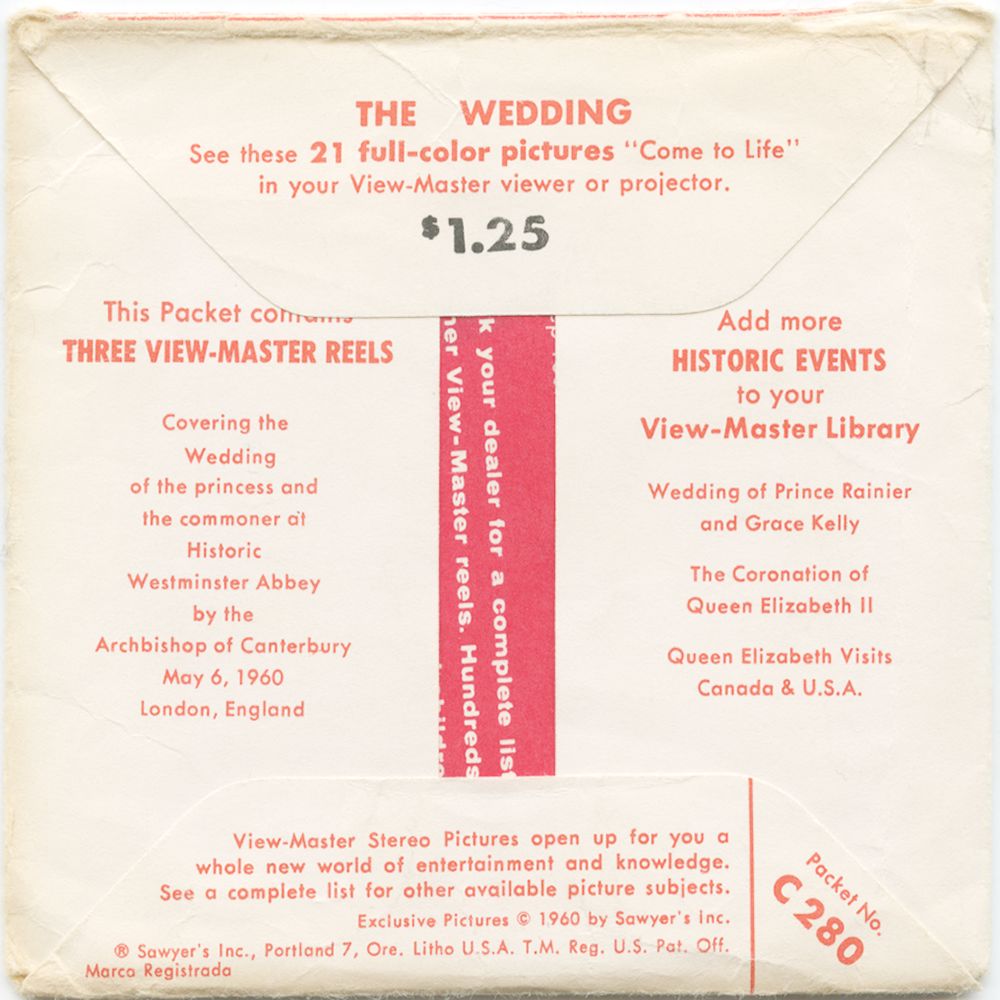 THE WEDDING
See these 21 full-color pictures "Come to Life"
in your View-Master viewer or projector.
$1.25
This Packet contains
THREE VIEW-MASTER REELS
Covering the
Wedding
of the princess and
the commoner at
Historic
Westminster Abbey
by the
Archbishop of Canterbury
May 6, 1960
London, England
k your dealer for a complete list
er View-Master reels. Hundreds
Add more
HISTORIC EVENTS
to your
View-Master Library
Wedding of Prince Rainier
and Grace Kelly
The Coronation of
Queen Elizabeth II
Queen Elizabeth Visits
Canada & U.S.A.
View-Master Stereo Pictures open up for you a
whole new world of entertainment and knowledge.
See a complete list for other available picture subjects.
Exclusive Pictures © 1960 by Sawyer's Inc.
® Sawyer's Inc., Portland 7, Ore. Litho U.S.A. T.M. Reg. U.S. Pat. Off.
Marca Registrada
Packet No.
C 280